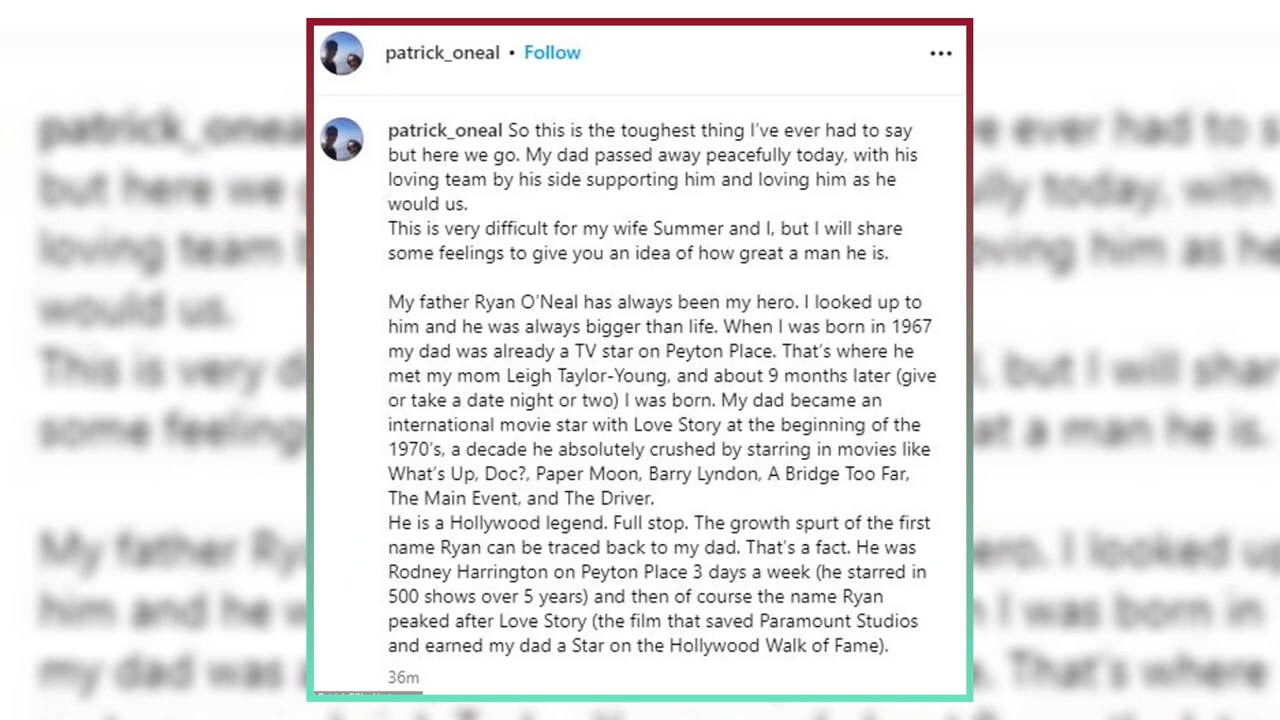 patrick_oneal • Follow
patrick_oneal So this is the toughest thing I've ever had to say
but here we go. My dad passed away peacefully today, with his
loving team by his side supporting him and loving him as he
would us.
This is very difficult for my wife Summer and I, but I will share
some feelings to give you an idea of how great a man he is.
My father Ryan O'Neal has always been my hero. I looked up to
him and he was always bigger than life. When I was born in 1967
my dad was already a TV star on Peyton Place. That's where he
met my mom Leigh Taylor-Young, and about 9 months later (give
or take a date night or two) I was born. My dad became an
international movie star with Love Story at the beginning of the
1970's, a decade he absolutely crushed by starring in movies like
What's Up, Doc?, Paper Moon, Barry Lyndon, A Bridge Too Far,
The Main Event, and The Driver.
He is a Hollywood legend. Full stop. The growth spurt of the first
name Ryan can be traced back to my dad. That's a fact. He was
Rodney Harrington on Peyton Place 3 days a week (he starred in
500 shows over 5 years) and then of course the name Ryan
peaked after Love Story (the film that saved Paramount Studios
and earned my dad a Star on the Hollywood Walk of Fame).
36m